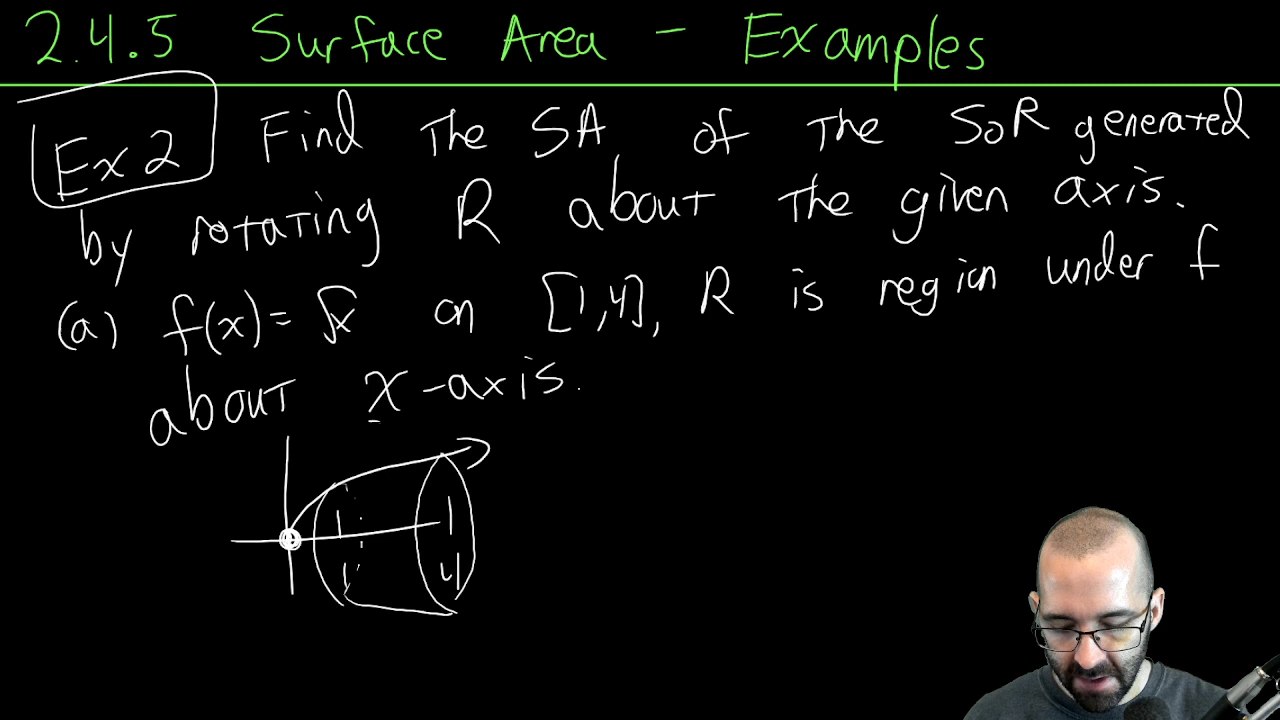 2.4.5 Surface Area - Examples
Ex 2 Find the SA of the SoR generated
by rotating R about the given axis.
(a) f(x)= √x on [1,4], R is region under f
about x-axis.
1 4